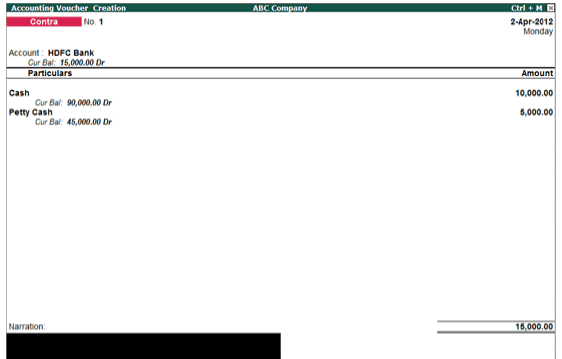 Accounting Voucher Creation ABC Company Ctrl + M
Contra No. 1 2-Apr-2012
Monday
Account : HDFC Bank
Cur Bal: 15,000.00 Dr
Particulars Amount
Cash 10,000.00
Cur Bal: 90,000.00 Dr
Petty Cash 5,000.00
Cur Bal: 45,000.00 Dr
Narration: 15,000.00